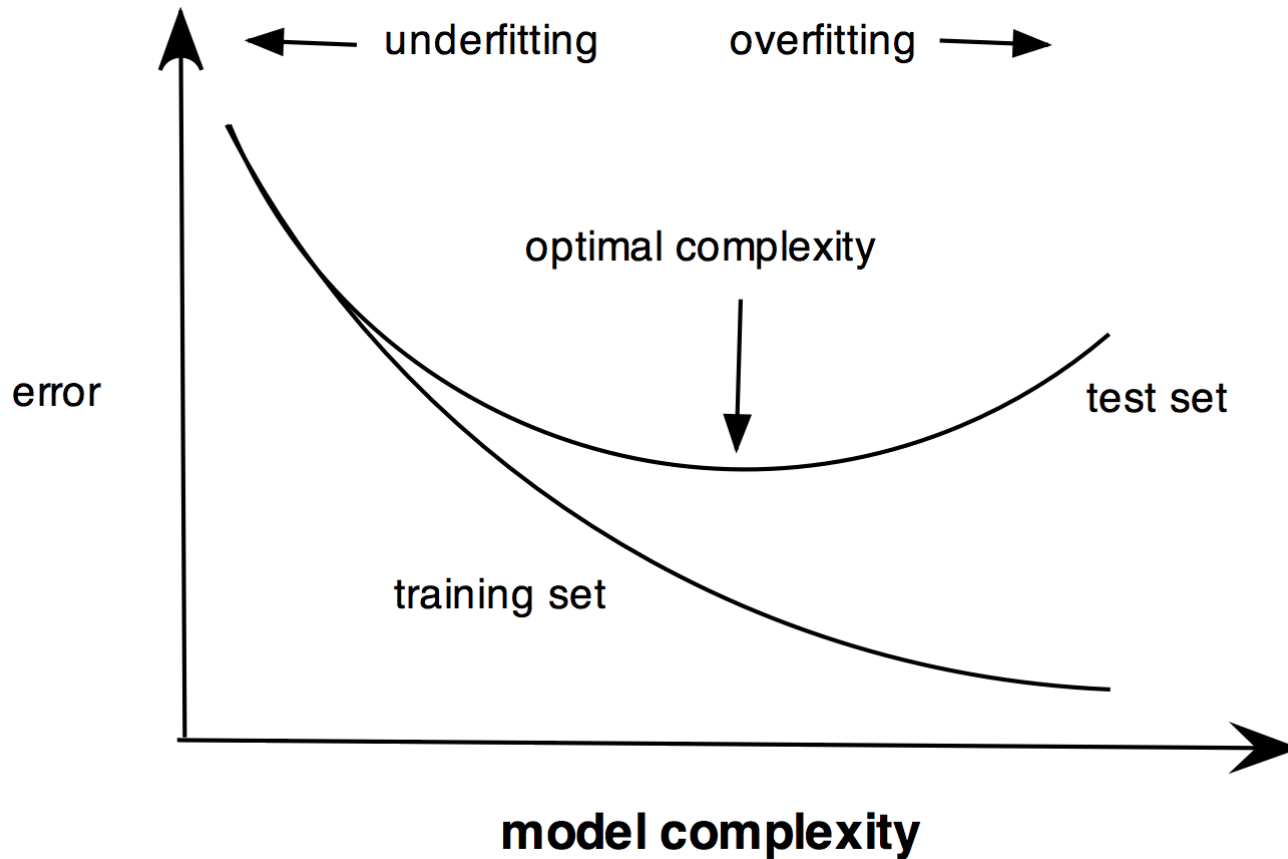 underfitting
overfitting
optimal complexity
error
test set
training set
model complexity